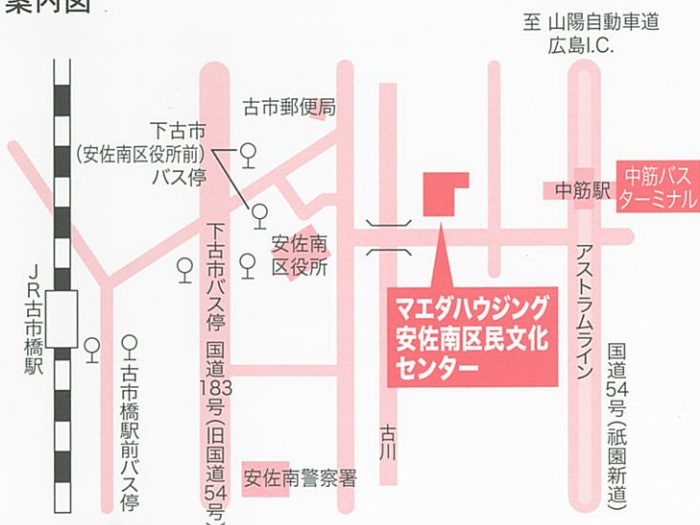 案内図
至 山陽自動車道
広島I.C.
古市郵便局
下古市
(安佐南区役所前)
バス停
中筋駅
中筋バス
ターミナル
安佐南
区役所
下古市バス停
JR古市橋駅
マエダハウジング
安佐南区民文化
センター
アストラムライン
古市橋駅前バス停
国道183号(旧国道54号)
国道54号(祇園新道)
古川
安佐南警察署